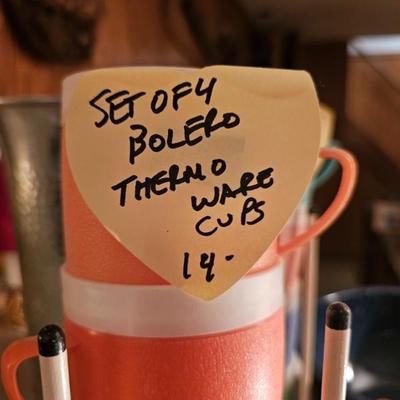 SET OF 4
BOLERO
THERMO
WARE
CUPS
14-